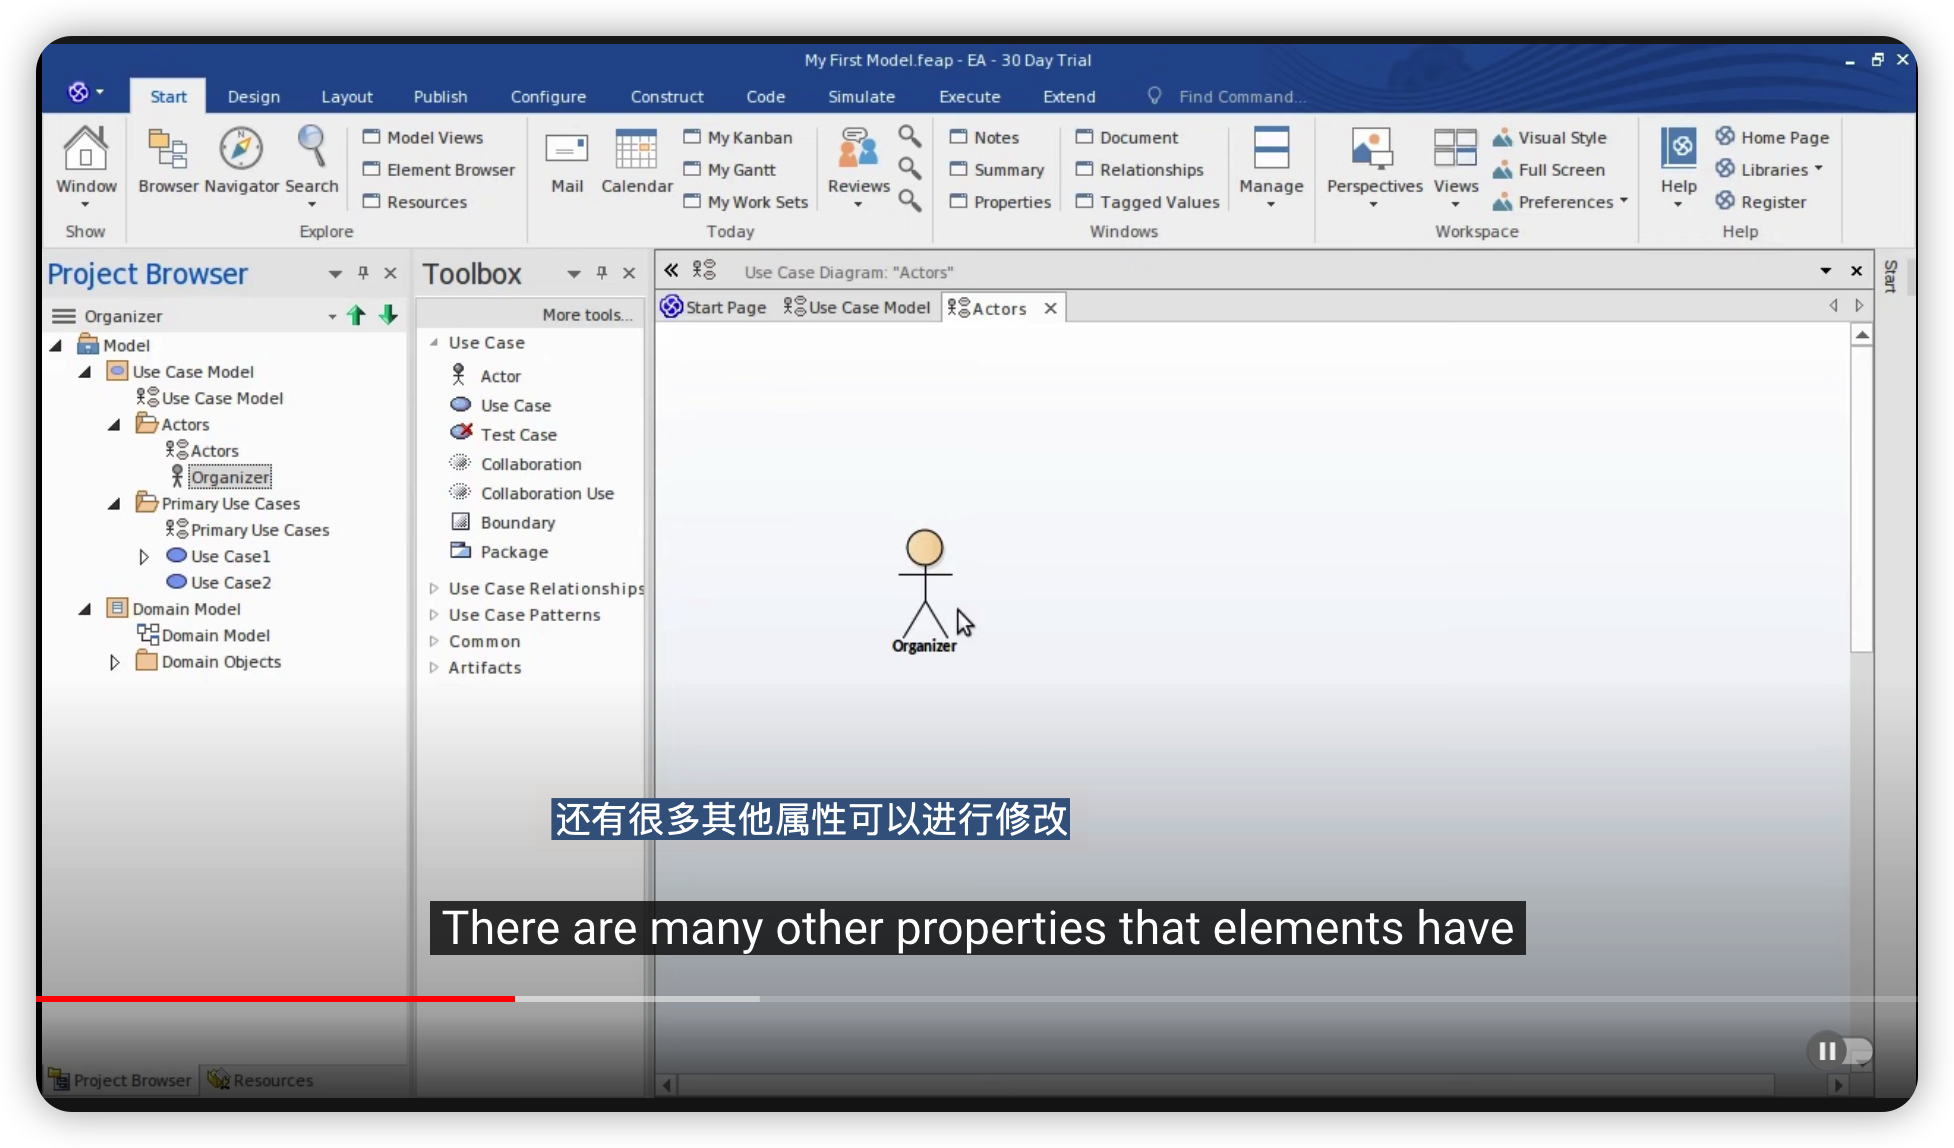 My First Model.feap - EA - 30 Day Trial
Start Design Layout Publish Configure Construct Code Simulate Execute Extend Find Command...
Window
Show
Browser Navigator Search
Model Views
Element Browser
Resources
Explore
Mail Calendar
My Kanban
My Gantt
My Work Sets
Reviews
Today
Notes
Summary
Properties
Document
Relationships
Tagged Values
Manage
Windows
Perspectives Views
Visual Style
Full Screen
Preferences
Workspace
Help
Home Page
Libraries
Register
Help
Project Browser
Organizer
Model
Use Case Model
Use Case Model
Actors
Actors
Organizer
Primary Use Cases
Primary Use Cases
Use Case1
Use Case2
Domain Model
Domain Model
Domain Objects
Toolbox
More tools...
Use Case
Actor
Use Case
Test Case
Collaboration
Collaboration Use
Boundary
Package
Use Case Relationships
Use Case Patterns
Common
Artifacts
Use Case Diagram: "Actors"
Start Page Use Case Model Actors
Start
Organizer
还有很多其他属性可以进行修改
There are many other properties that elements have
Project Browser Resources